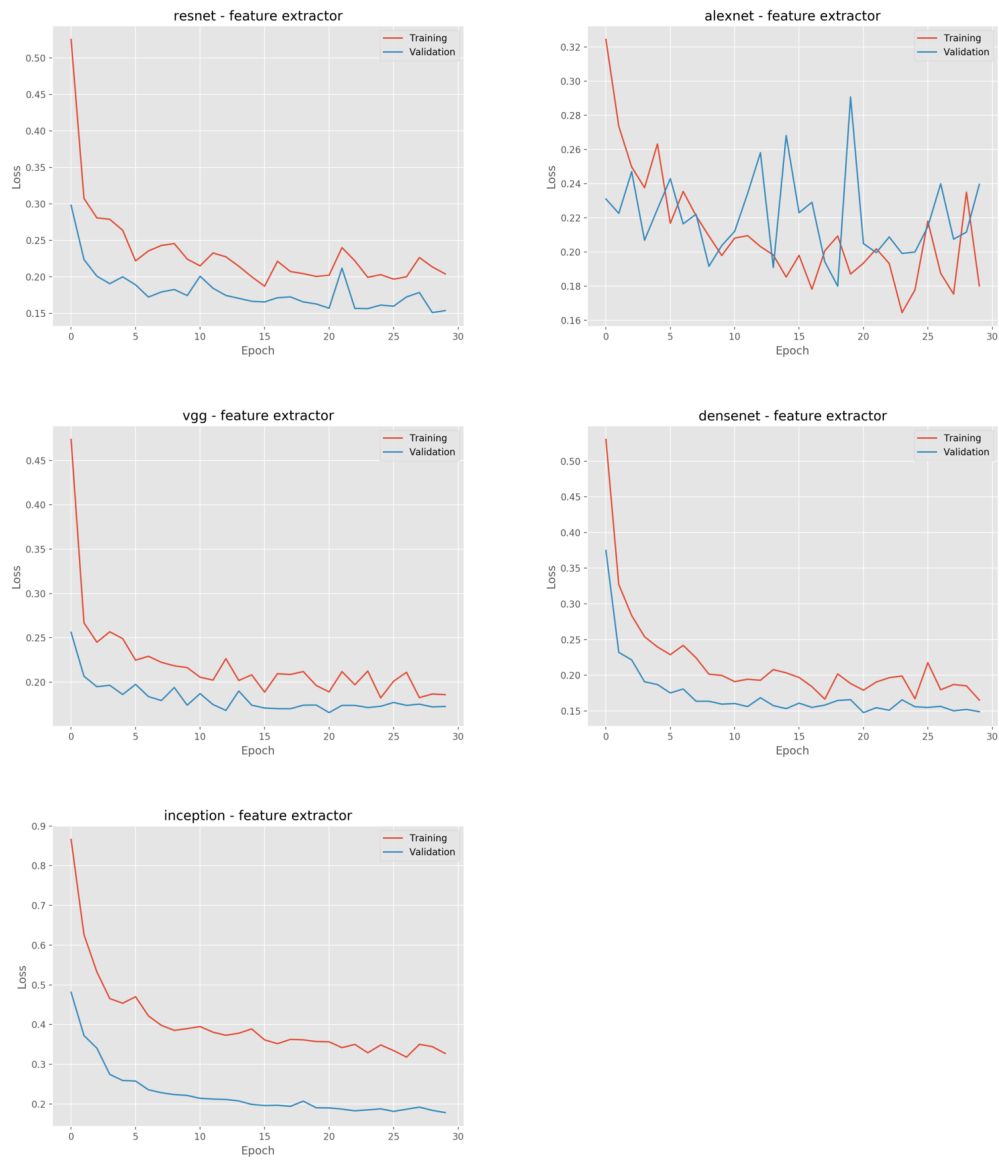 resnet - feature extractor
Training
Validation
0.50
0.45
0.40
0.35
0.30
0.25
0.20
0.15
Loss
0 5 10 15 20 25 30
Epoch
alexnet - feature extractor
Training
Validation
0.32
0.30
0.28
0.26
0.24
0.22
0.20
0.18
0.16
Loss
0 5 10 15 20 25 30
Epoch
vgg - feature extractor
Training
Validation
0.45
0.40
0.35
0.30
0.25
0.20
Loss
0 5 10 15 20 25 30
Epoch
densenet - feature extractor
Training
Validation
0.50
0.45
0.40
0.35
0.30
0.25
0.20
0.15
Loss
0 5 10 15 20 25 30
Epoch
inception - feature extractor
Training
Validation
0.9
0.8
0.7
0.6
0.5
0.4
0.3
0.2
Loss
0 5 10 15 20 25 30
Epoch